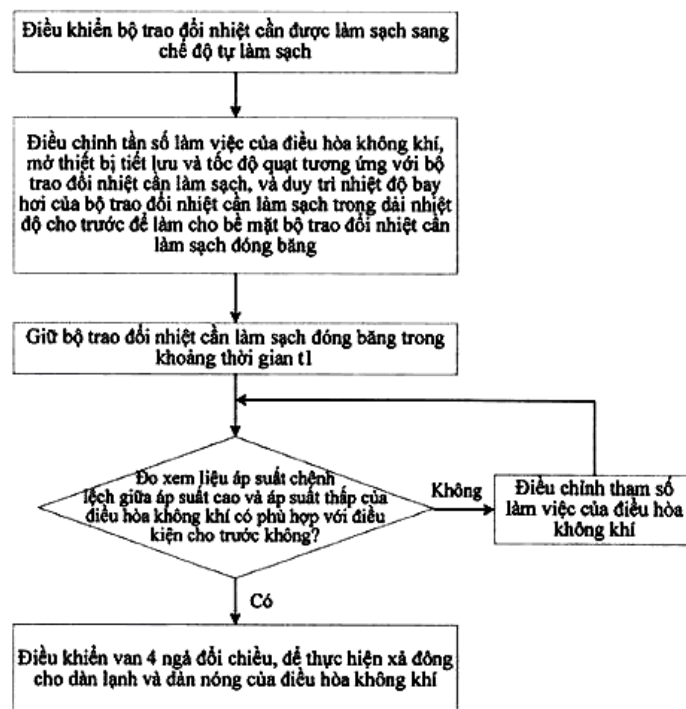 Điều khiển bộ trao đổi nhiệt cần được làm sạch sang
chế độ tự làm sạch
Điều chỉnh tần số làm việc của điều hòa không khí,
mở thiết bị tiết lưu và tốc độ quạt tương ứng với bộ
trao đổi nhiệt cần làm sạch, và duy trì nhiệt độ bay
hơi của bộ trao đổi nhiệt cần làm sạch trong dải nhiệt
độ cho trước để làm cho bề mặt bộ trao đổi nhiệt cần
làm sạch đóng băng
Giữ bộ trao đổi nhiệt cần làm sạch đóng băng trong
khoảng thời gian t1
Đo xem liệu áp suất chênh
lệch giữa áp suất cao và áp suất thấp của
điều hòa không khí có phù hợp với điều
kiện cho trước không?
Không
Điều chỉnh tham số
làm việc của điều hòa
không khí
Có
Điều khiển van 4 ngả đổi chiều, để thực hiện xả đông
cho dàn lạnh và dàn nóng của điều hòa không khí